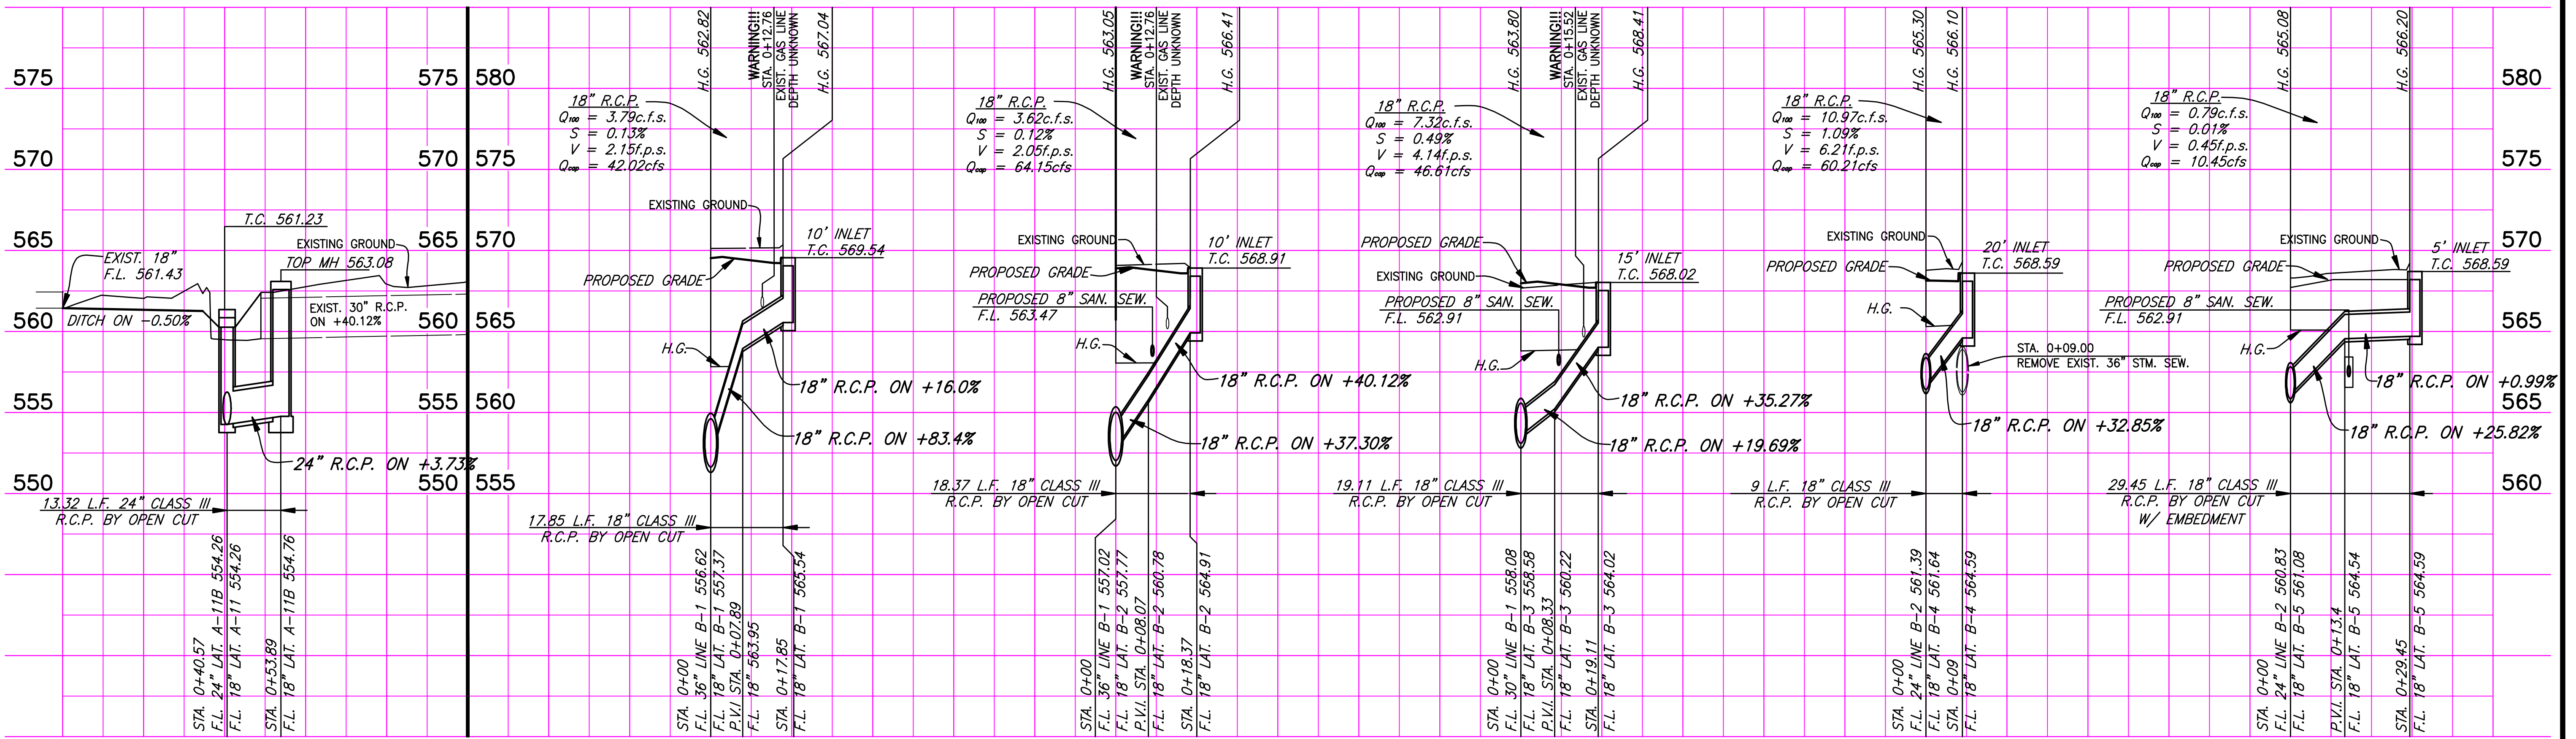 575
570
565
560
555
550
575
570
565
560
555
550
T.C. 561.23
EXIST. 18"
F.L. 561.43
EXISTING GROUND
TOP MH 563.08
EXIST. 30" R.C.P.
ON +40.12%
DITCH ON -0.50%
24" R.C.P. ON +3.73%
13.32 L.F. 24" CLASS III
R.C.P. BY OPEN CUT
STA. 0+40.57
F.L. 24" LAT. A-11B 554.26
F.L. 18" LAT. A-11 554.26
STA. 0+53.89
F.L. 18" LAT. A-11B 554.76
580
575
570
565
560
555
H.G. 562.82
WARNING!!!
STA. 0+12.76
EXIST. GAS LINE
DEPTH UNKNOWN
H.G. 567.04
18" R.C.P.
Q100 = 3.79c.f.s.
S = 0.13%
V = 2.15f.p.s.
Qcap = 42.02cfs
EXISTING GROUND
10' INLET
T.C. 569.54
PROPOSED GRADE
H.G.
18" R.C.P. ON +16.0%
18" R.C.P. ON +83.4%
17.85 L.F. 18" CLASS III
R.C.P. BY OPEN CUT
STA. 0+00
F.L. 36" LINE B-1 556.62
F.L. 18" LAT. B-1 557.37
P.V.I. STA. 0+07.89
F.L. 18" 563.95
STA. 0+17.85
F.L. 18" LAT. B-1 565.54
H.G. 563.05
WARNING!!!
STA. 0+12.76
EXIST. GAS LINE
DEPTH UNKNOWN
H.G. 566.41
18" R.C.P.
Q100 = 3.62c.f.s.
S = 0.12%
V = 2.05f.p.s.
Qcap = 64.15cfs
EXISTING GROUND
10' INLET
T.C. 568.91
PROPOSED GRADE
PROPOSED 8" SAN. SEW.
F.L. 563.47
H.G.
18" R.C.P. ON +40.12%
18" R.C.P. ON +37.30%
18.37 L.F. 18" CLASS III
R.C.P. BY OPEN CUT
STA. 0+00
F.L. 36" LINE B-1 557.02
F.L. 18" LAT. B-2 557.77
P.V.I. STA. 0+08.07
F.L. 18" LAT. B-2 560.78
STA. 0+18.37
F.L. 18" LAT. B-2 564.91
H.G. 563.80
WARNING!!!
STA. 0+15.52
EXIST. GAS LINE
DEPTH UNKNOWN
H.G. 568.41
18" R.C.P.
Q100 = 7.32c.f.s.
S = 0.49%
V = 4.14f.p.s.
Qcap = 46.61cfs
PROPOSED GRADE
EXISTING GROUND
15' INLET
T.C. 568.02
PROPOSED 8" SAN. SEW.
F.L. 562.91
H.G.
18" R.C.P. ON +35.27%
18" R.C.P. ON +19.69%
19.11 L.F. 18" CLASS III
R.C.P. BY OPEN CUT
STA. 0+00
F.L. 30" LINE B-1 558.08
F.L. 18" LAT. B-3 558.58
P.V.I. STA. 0+08.33
F.L. 18" LAT. B-3 560.22
STA. 0+19.11
F.L. 18" LAT. B-3 564.02
H.G. 565.30
H.G. 566.10
18" R.C.P.
Q100 = 10.97c.f.s.
S = 1.09%
V = 6.21f.p.s.
Qcap = 60.21cfs
EXISTING GROUND
20' INLET
T.C. 568.59
PROPOSED GRADE
H.G.
STA. 0+09.00
REMOVE EXIST. 36" STM. SEW.
18" R.C.P. ON +32.85%
9 L.F. 18" CLASS III
R.C.P. BY OPEN CUT
STA. 0+00
F.L. 24" LINE B-2 561.39
F.L. 18" LAT. B-4 561.64
STA. 0+09
F.L. 18" LAT. B-4 564.59
H.G. 565.08
H.G. 566.20
18" R.C.P.
Q100 = 0.79c.f.s.
S = 0.01%
V = 0.45f.p.s.
Qcap = 10.45cfs
EXISTING GROUND
5' INLET
T.C. 568.59
PROPOSED GRADE
PROPOSED 8" SAN. SEW.
F.L. 562.91
H.G.
18" R.C.P. ON +0.99%
18" R.C.P. ON +25.82%
29.45 L.F. 18" CLASS III
R.C.P. BY OPEN CUT
W/ EMBEDMENT
STA. 0+00
F.L. 24" LINE B-2 560.83
F.L. 18" LAT. B-5 561.08
P.V.I. STA. 0+13.4
F.L. 18" LAT. B-5 564.54
STA. 0+29.45
F.L. 18" LAT. B-5 564.59
580
575
570
565
565
560